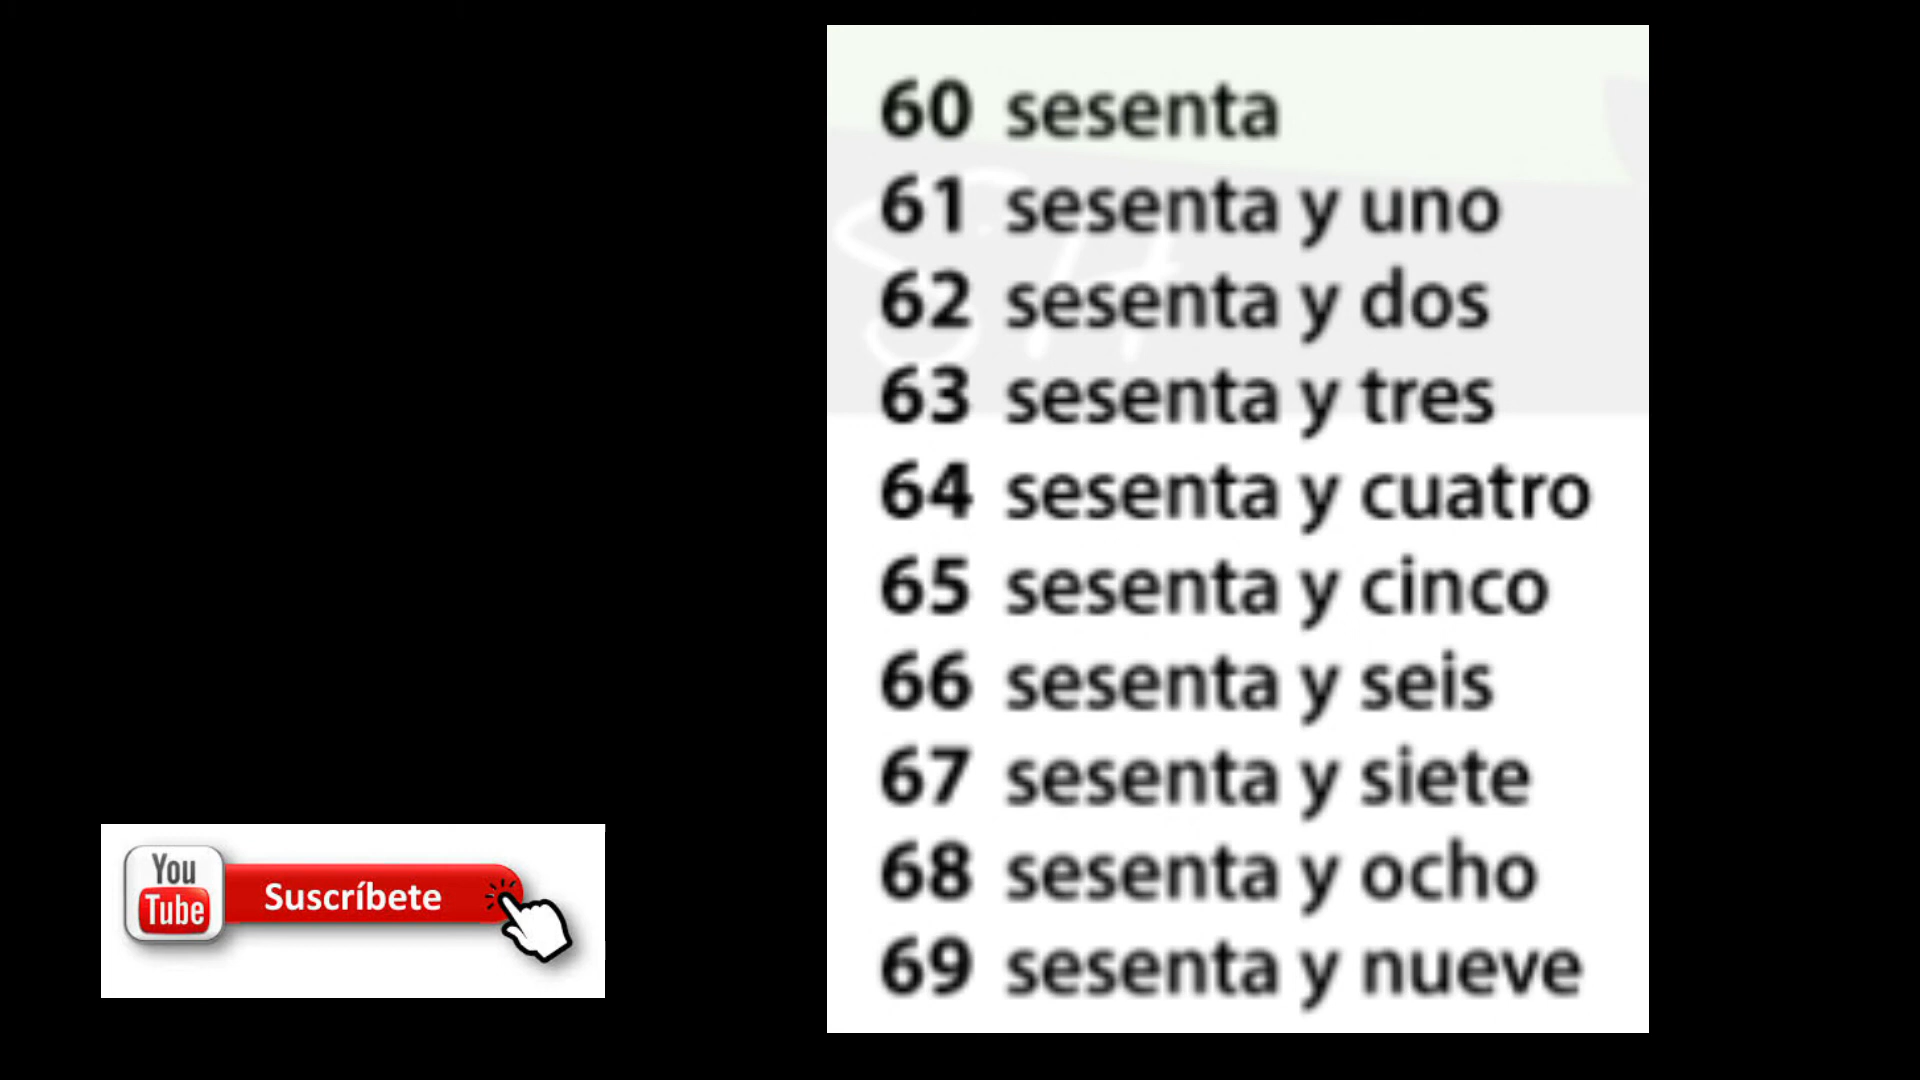 60 sesenta
61 sesenta y uno
62 sesenta y dos
63 sesenta y tres
64 sesenta y cuatro
65 sesenta y cinco
66 sesenta y seis
67 sesenta y siete
68 sesenta y ocho
69 sesenta y nueve
You
Tube
Suscríbete